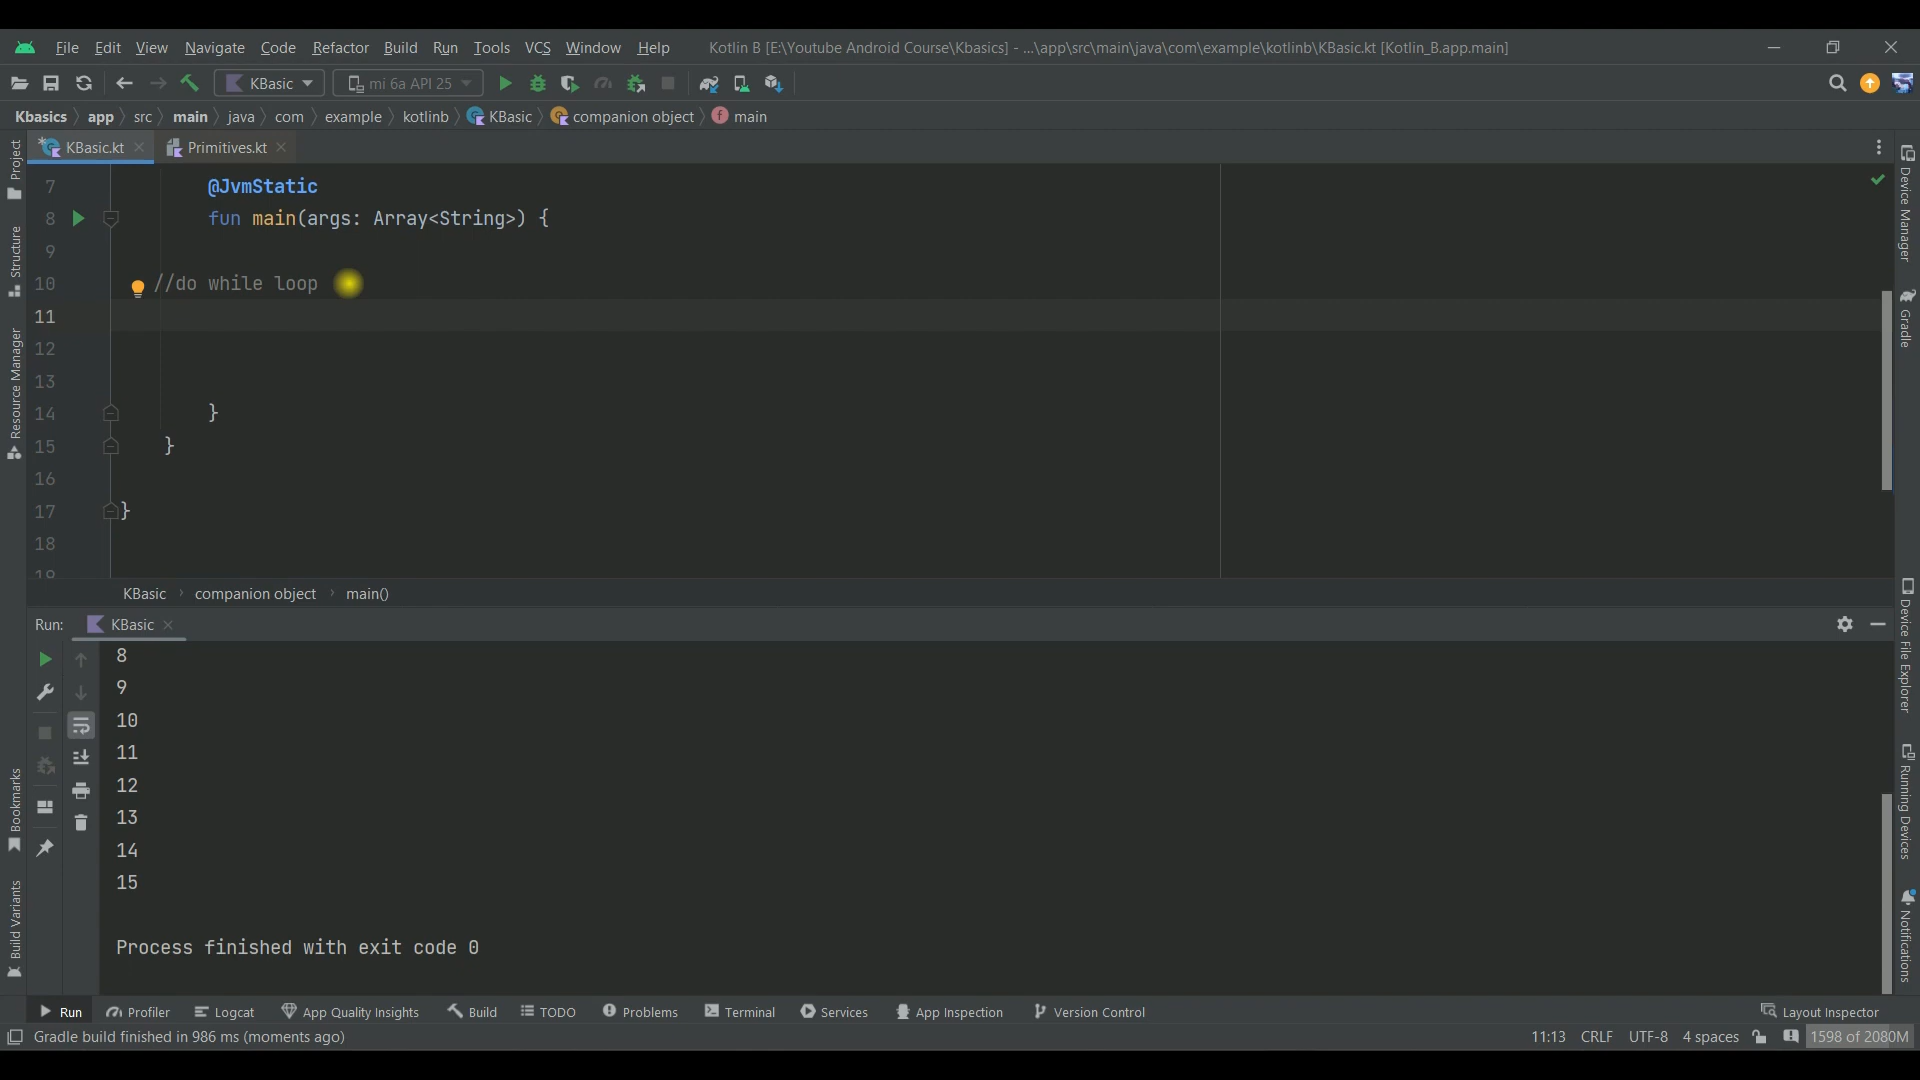 File Edit View Navigate Code Refactor Build Run Tools VCS Window Help Kotlin B [E:\Youtube Android Course\Kbasics] - ...\app\src\main\java\com\example\kotlinb\KBasic.kt [Kotlin_B.app.main]
KBasic mi 6a API 25
Kbasics app src main java com example kotlinb KBasic companion object main
KBasic.kt Primitives.kt
7 @JvmStatic
8 fun main(args: Array<String>) {
9
10 //do while loop
11
12
13
14 }
15 }
16
17 }
18
19
KBasic companion object main()
Run: KBasic
8
9
10
11
12
13
14
15
Process finished with exit code 0
Project
Structure
Resource Manager
Bookmarks
Build Variants
Device Manager
Gradle
Device File Explorer
Running Devices
Notifications
Run Profiler Logcat App Quality Insights Build TODO Problems Terminal Services App Inspection Version Control Layout Inspector
Gradle build finished in 986 ms (moments ago) 11:13 CRLF UTF-8 4 spaces 1598 of 2080M